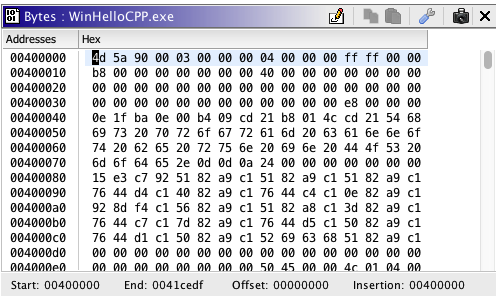 Bytes : WinHelloCPP.exe
Addresses Hex
00400000 4d 5a 90 00 03 00 00 00 04 00 00 00 ff ff 00 00
00400010 b8 00 00 00 00 00 00 00 40 00 00 00 00 00 00 00
00400020 00 00 00 00 00 00 00 00 00 00 00 00 00 00 00 00
00400030 00 00 00 00 00 00 00 00 00 00 00 00 e8 00 00 00
00400040 0e 1f ba 0e 00 b4 09 cd 21 b8 01 4c cd 21 54 68
00400050 69 73 20 70 72 6f 67 72 61 6d 20 63 61 6e 6e 6f
00400060 74 20 62 65 20 72 75 6e 20 69 6e 20 44 4f 53 20
00400070 6d 6f 64 65 2e 0d 0d 0a 24 00 00 00 00 00 00 00
00400080 15 e3 c7 92 51 82 a9 c1 51 82 a9 c1 51 82 a9 c1
00400090 76 44 d4 c1 40 82 a9 c1 76 44 c4 c1 0e 82 a9 c1
004000a0 92 8d f4 c1 56 82 a9 c1 51 82 a8 c1 3d 82 a9 c1
004000b0 76 44 c7 c1 7d 82 a9 c1 76 44 d5 c1 50 82 a9 c1
004000c0 76 44 d1 c1 50 82 a9 c1 52 69 63 68 51 82 a9 c1
004000d0 00 00 00 00 00 00 00 00 00 00 00 00 00 00 00 00
004000e0 00 00 00 00 00 00 00 00 50 45 00 00 4c 01 04 00
Start: 00400000 End: 0041cedf Offset: 00000000 Insertion: 00400000